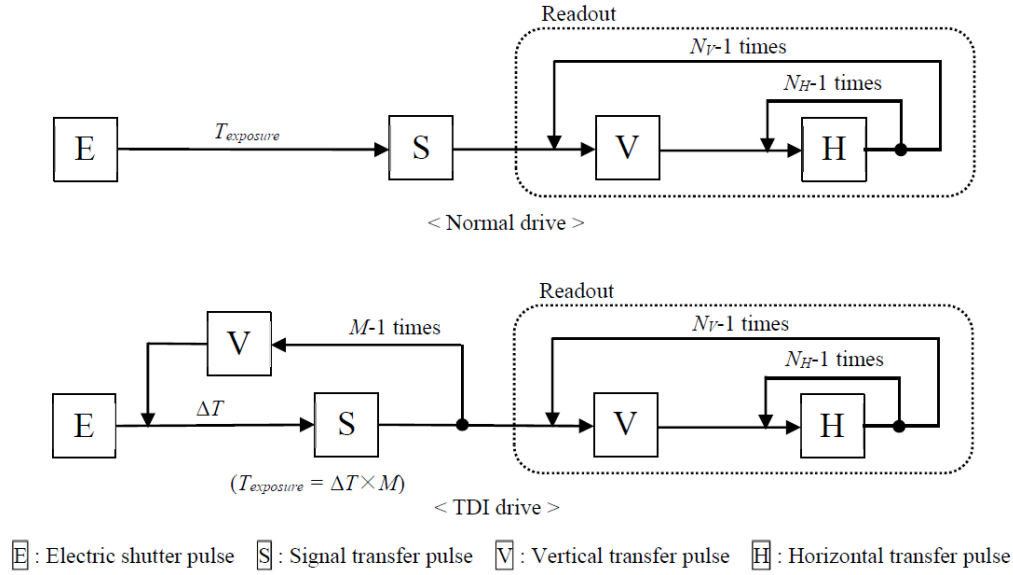 Readout
N_V-1 times
N_H-1 times
E
T_exposure
S
V
H
< Normal drive >
Readout
V
M-1 times
N_V-1 times
N_H-1 times
E
ΔT
S
V
H
(T_exposure = ΔT×M)
< TDI drive >
E : Electric shutter pulse S : Signal transfer pulse V : Vertical transfer pulse H : Horizontal transfer pulse